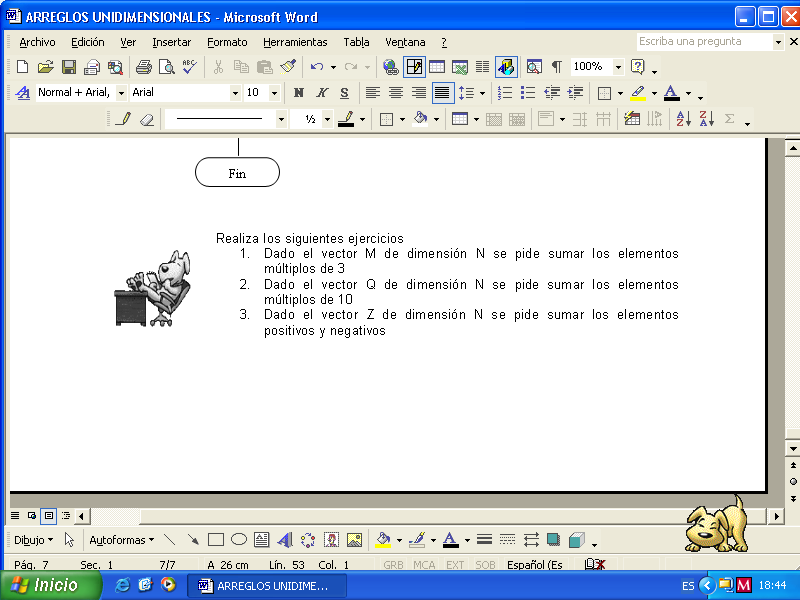 ARREGLOS UNIDIMENSIONALES - Microsoft Word
Archivo Edición Ver Insertar Formato Herramientas Tabla Ventana ? Escriba una pregunta
100%
Normal + Arial, Arial 10 N K S
½
Fin
Realiza los siguientes ejercicios
1. Dado el vector M de dimensión N se pide sumar los elementos
múltiplos de 3
2. Dado el vector Q de dimensión N se pide sumar los elementos
múltiplos de 10
3. Dado el vector Z de dimensión N se pide sumar los elementos
positivos y negativos
Dibujo Autoformas
Pág. 7 Sec. 1 7/7 A 26 cm Lín. 53 Col. 1 GRB MCA EXT SOB Español (Es
Inicio ARREGLOS UNIDIME... ES 18:44